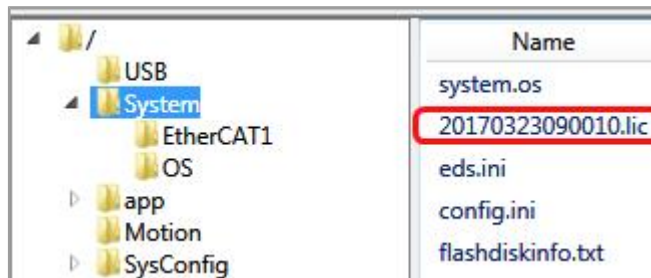 /
USB
System
EtherCAT1
OS
app
Motion
SysConfig
Name
system.os
20170323090010.lic
eds.ini
config.ini
flashdiskinfo.txt